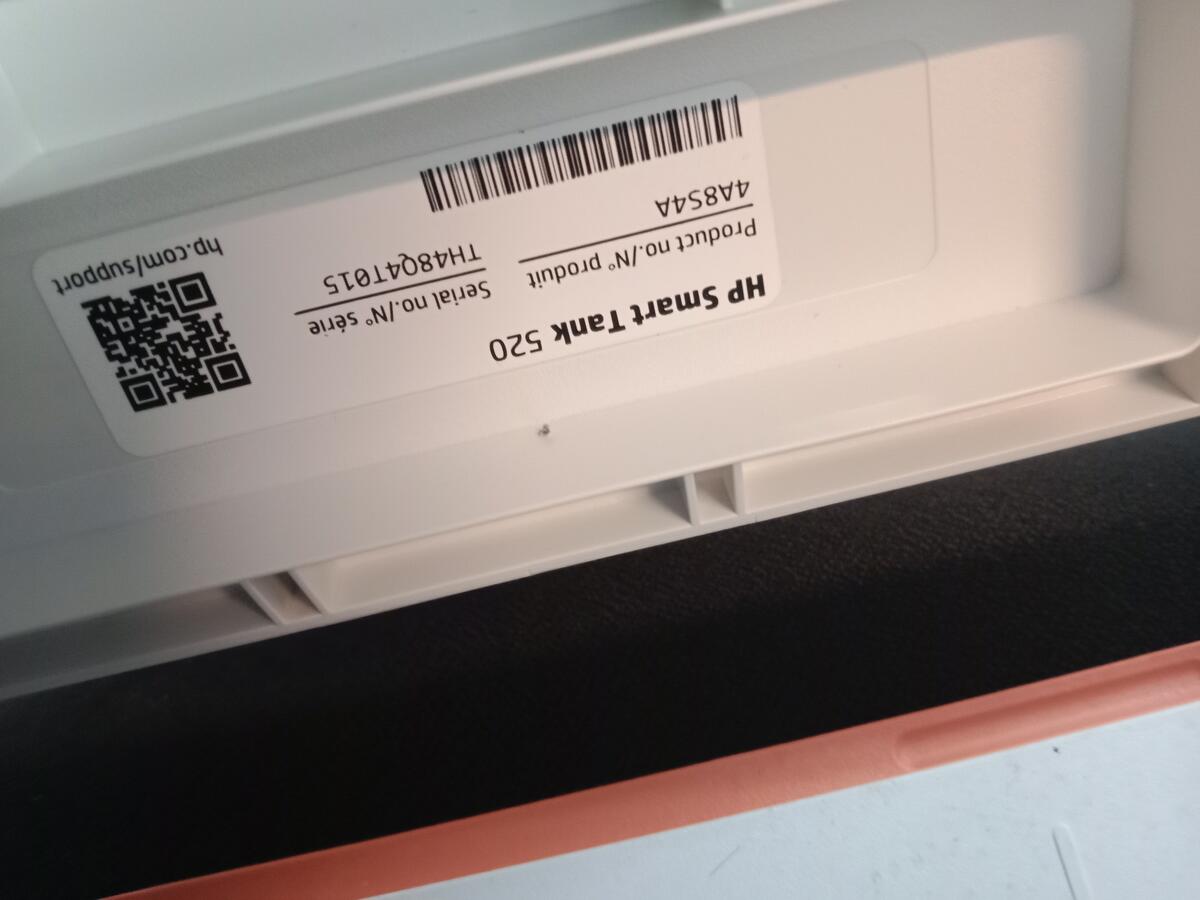 HP Smart Tank 520
Product no./N° produit
4A8S4A
Serial no./N° série
TH48Q4T015
hp.com/support